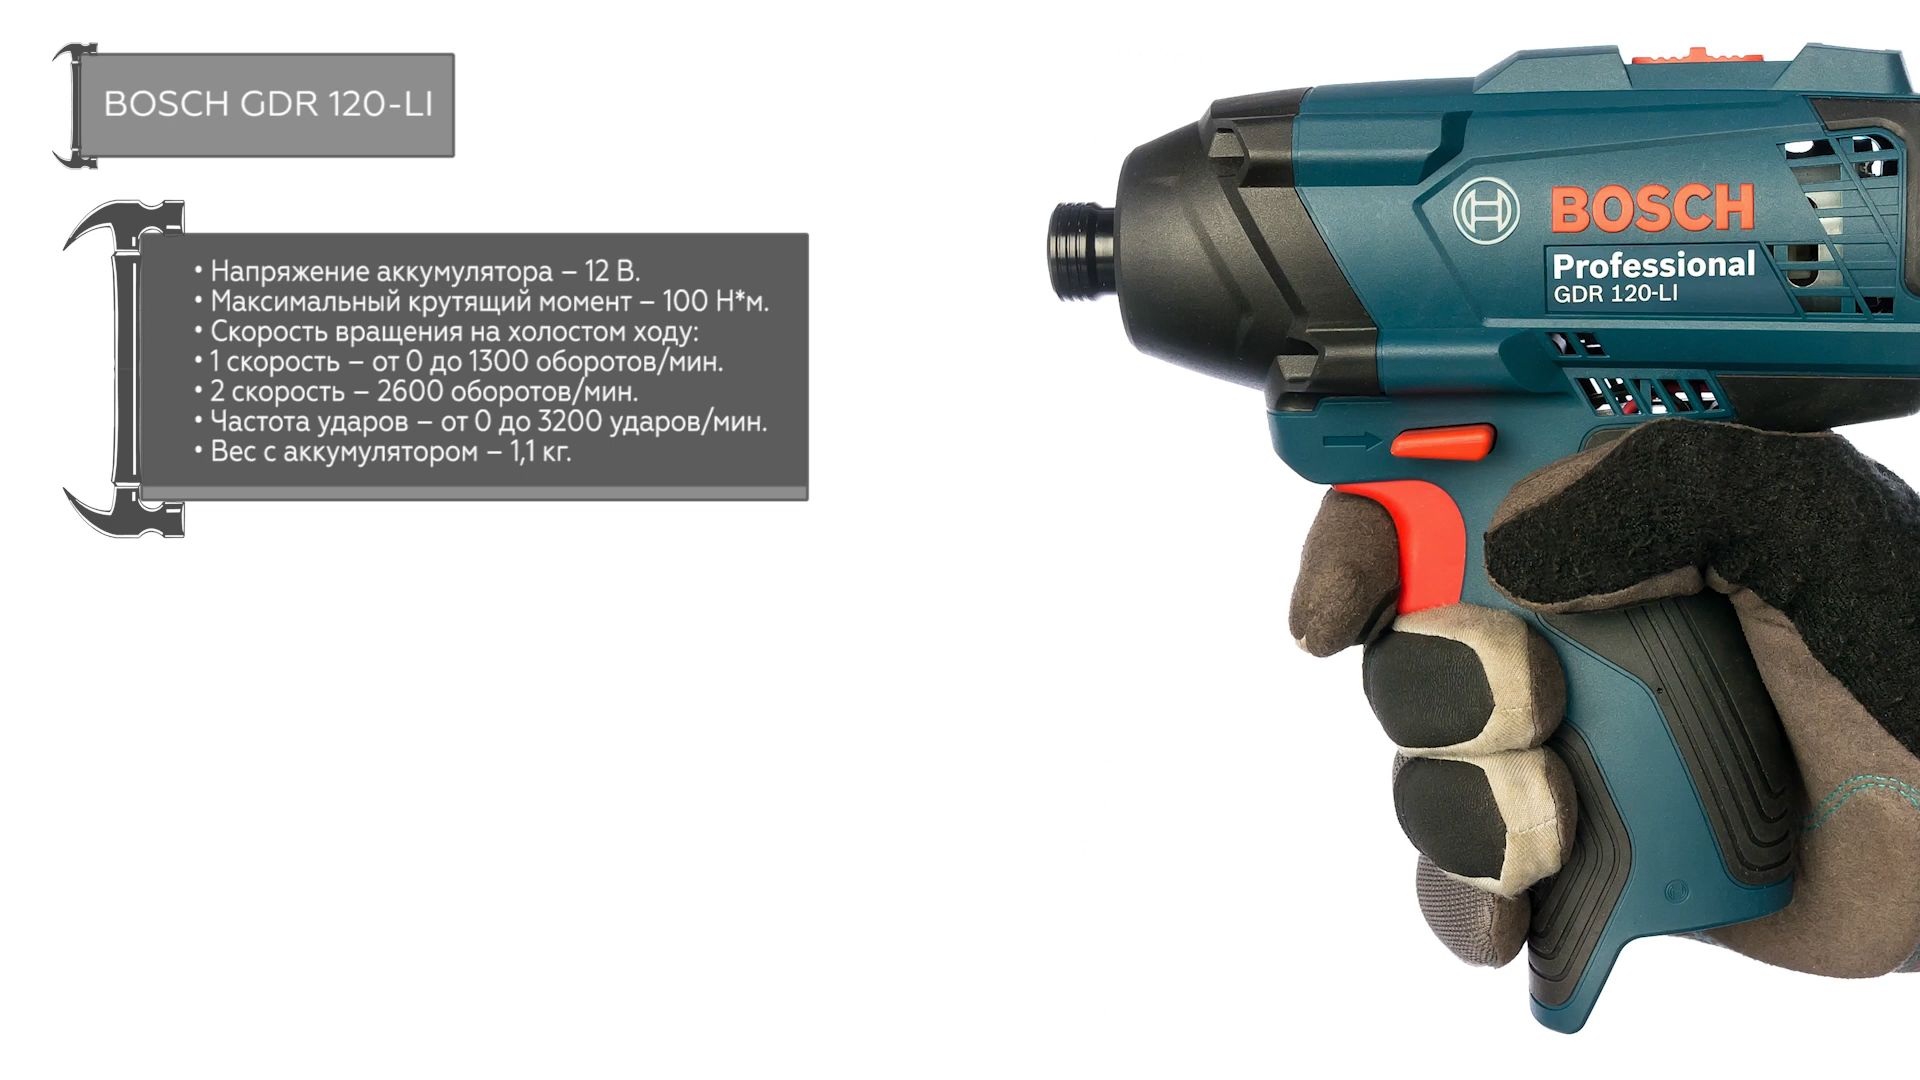 BOSCH GDR 120-LI
• Напряжение аккумулятора – 12 В.
• Максимальный крутящий момент – 100 Н*м.
• Скорость вращения на холостом ходу:
• 1 скорость – от 0 до 1300 оборотов/мин.
• 2 скорость – 2600 оборотов/мин.
• Частота ударов – от 0 до 3200 ударов/мин.
• Вес с аккумулятором – 1,1 кг.
BOSCH
Professional
GDR 120-LI